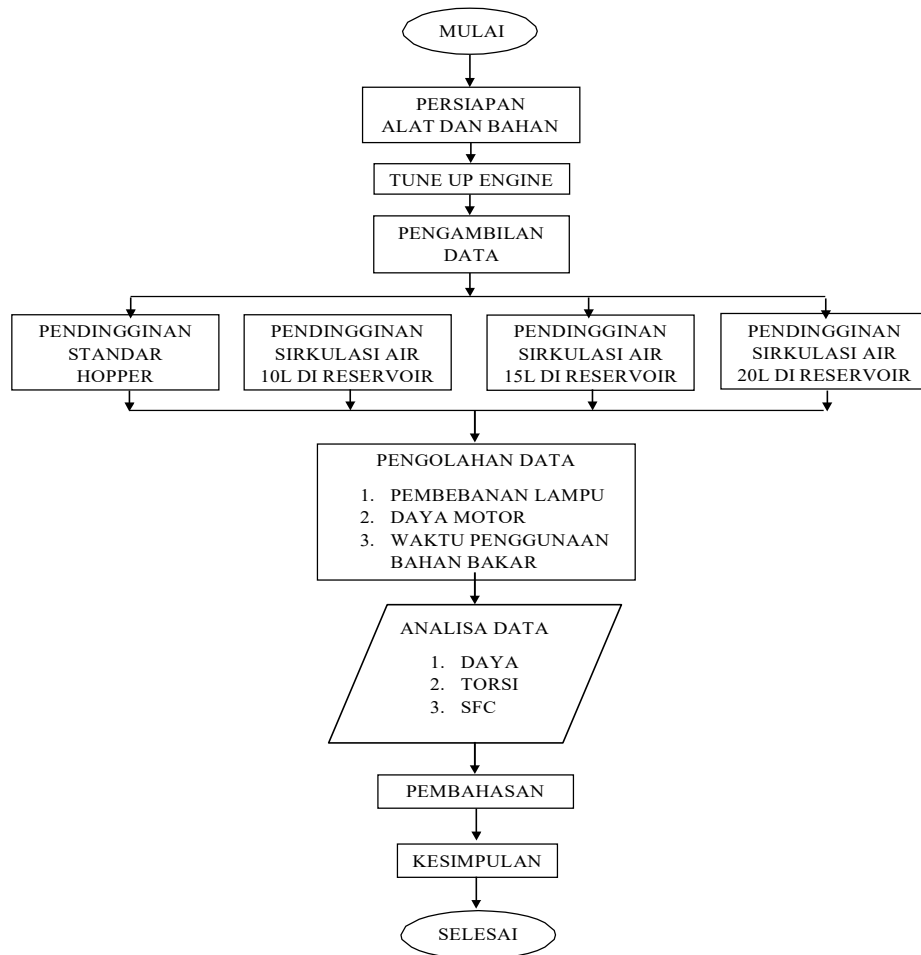 MULAI
PERSIAPAN
ALAT DAN BAHAN
TUNE UP ENGINE
PENGAMBILAN
DATA
PENDINGGINAN
STANDAR
HOPPER
PENDINGGINAN
SIRKULASI AIR
10L DI RESERVOIR
PENDINGGINAN
SIRKULASI AIR
15L DI RESERVOIR
PENDINGGINAN
SIRKULASI AIR
20L DI RESERVOIR
PENGOLAHAN DATA
1. PEMBEBANAN LAMPU
2. DAYA MOTOR
3. WAKTU PENGGUNAAN
BAHAN BAKAR
ANALISA DATA
1. DAYA
2. TORSI
3. SFC
PEMBAHASAN
KESIMPULAN
SELESAI